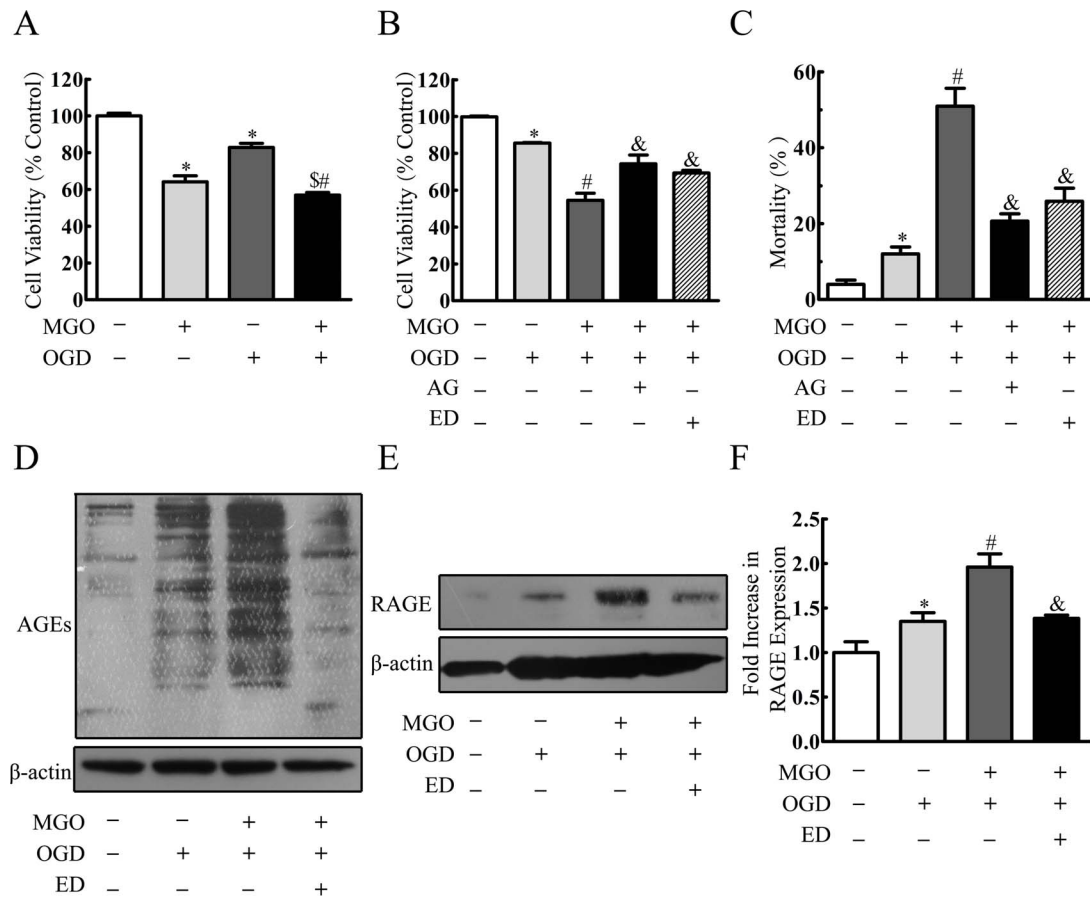 A
Cell Viability (% Control)
120
100
80
60
40
20
0
*
*
$#
MGO – + – +
OGD – – + +
B
Cell Viability (% Control)
120
100
80
60
40
20
0
*
#
&
&
MGO – – + + +
OGD – + + + +
AG – – – + –
ED – – – – +
C
Mortality (%)
60
40
20
0
*
#
&
&
MGO – – + + +
OGD – + + + +
AG – – – + –
ED – – – – +
D
AGEs
β-actin
MGO – – + +
OGD – + + +
ED – – – +
E
RAGE
β-actin
MGO – – + +
OGD – + + +
ED – – – +
F
Fold Increase in
RAGE Expression
2.5
2.0
1.5
1.0
0.5
0.0
*
#
&
MGO – – + +
OGD – + + +
ED – – – +